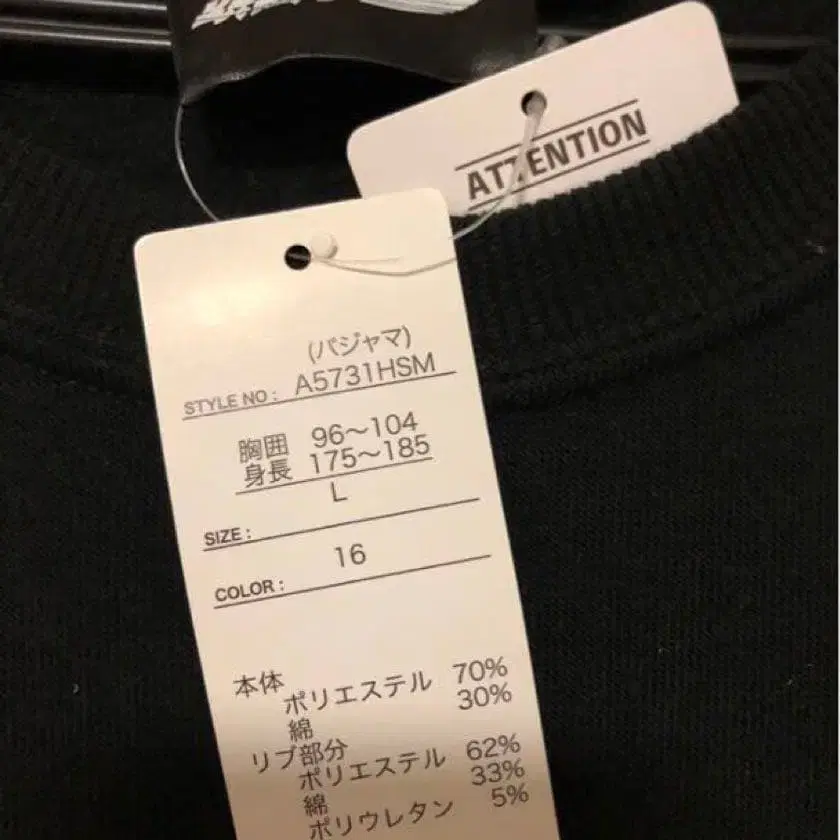 ATTENTION
(パジャマ)
STYLE NO : A5731HSM
胸囲 96〜104
身長 175〜185
L
SIZE :
16
COLOR :
本体
ポリエステル 70%
綿 30%
リブ部分
ポリエステル 62%
綿 33%
ポリウレタン 5%